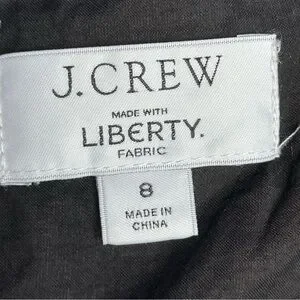 J.CREW
MADE WITH
LIBERTY.
FABRIC
8
MADE IN
CHINA